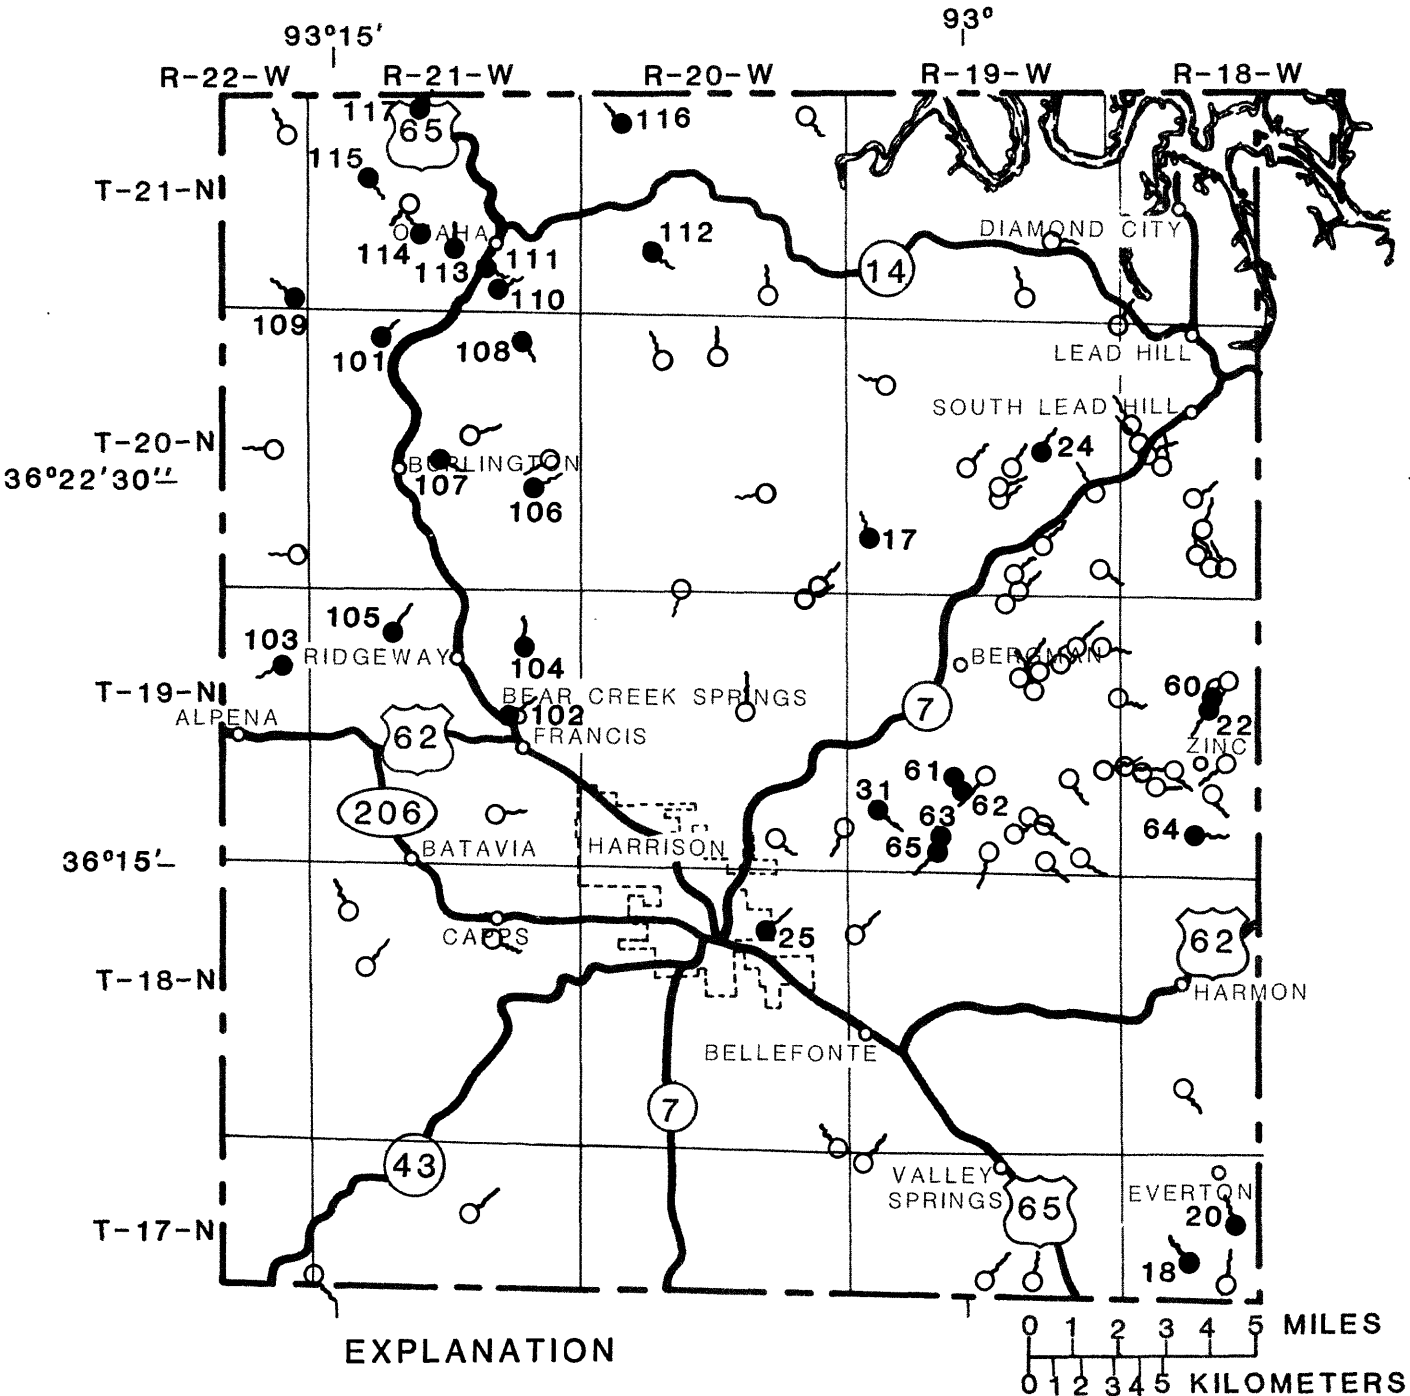 93°15′
93°
R-22-W R-21-W R-20-W R-19-W R-18-W
117
65
116
115
T-21-N
OMAHA
DIAMOND CITY
114
113
111
112
14
110
109
101
108
LEAD HILL
SOUTH LEAD HILL
T-20-N
24
36°22′30″
BURLINGTON
107
106
17
105
103
RIDGEWAY
104
BERGMAN
T-19-N
60
BEAR CREEK SPRINGS
7
22
ALPENA
102
62
FRANCIS
ZINC
61
31
62
206
63
64
BATAVIA
HARRISON
65
36°15′
CAPPS
25
62
T-18-N
HARMON
BELLEFONTE
7
43
VALLEY
SPRINGS
EVERTON
65
20
T-17-N
18
0 1 2 3 4 5 MILES
EXPLANATION
0 1 2 3 4 5 KILOMETERS